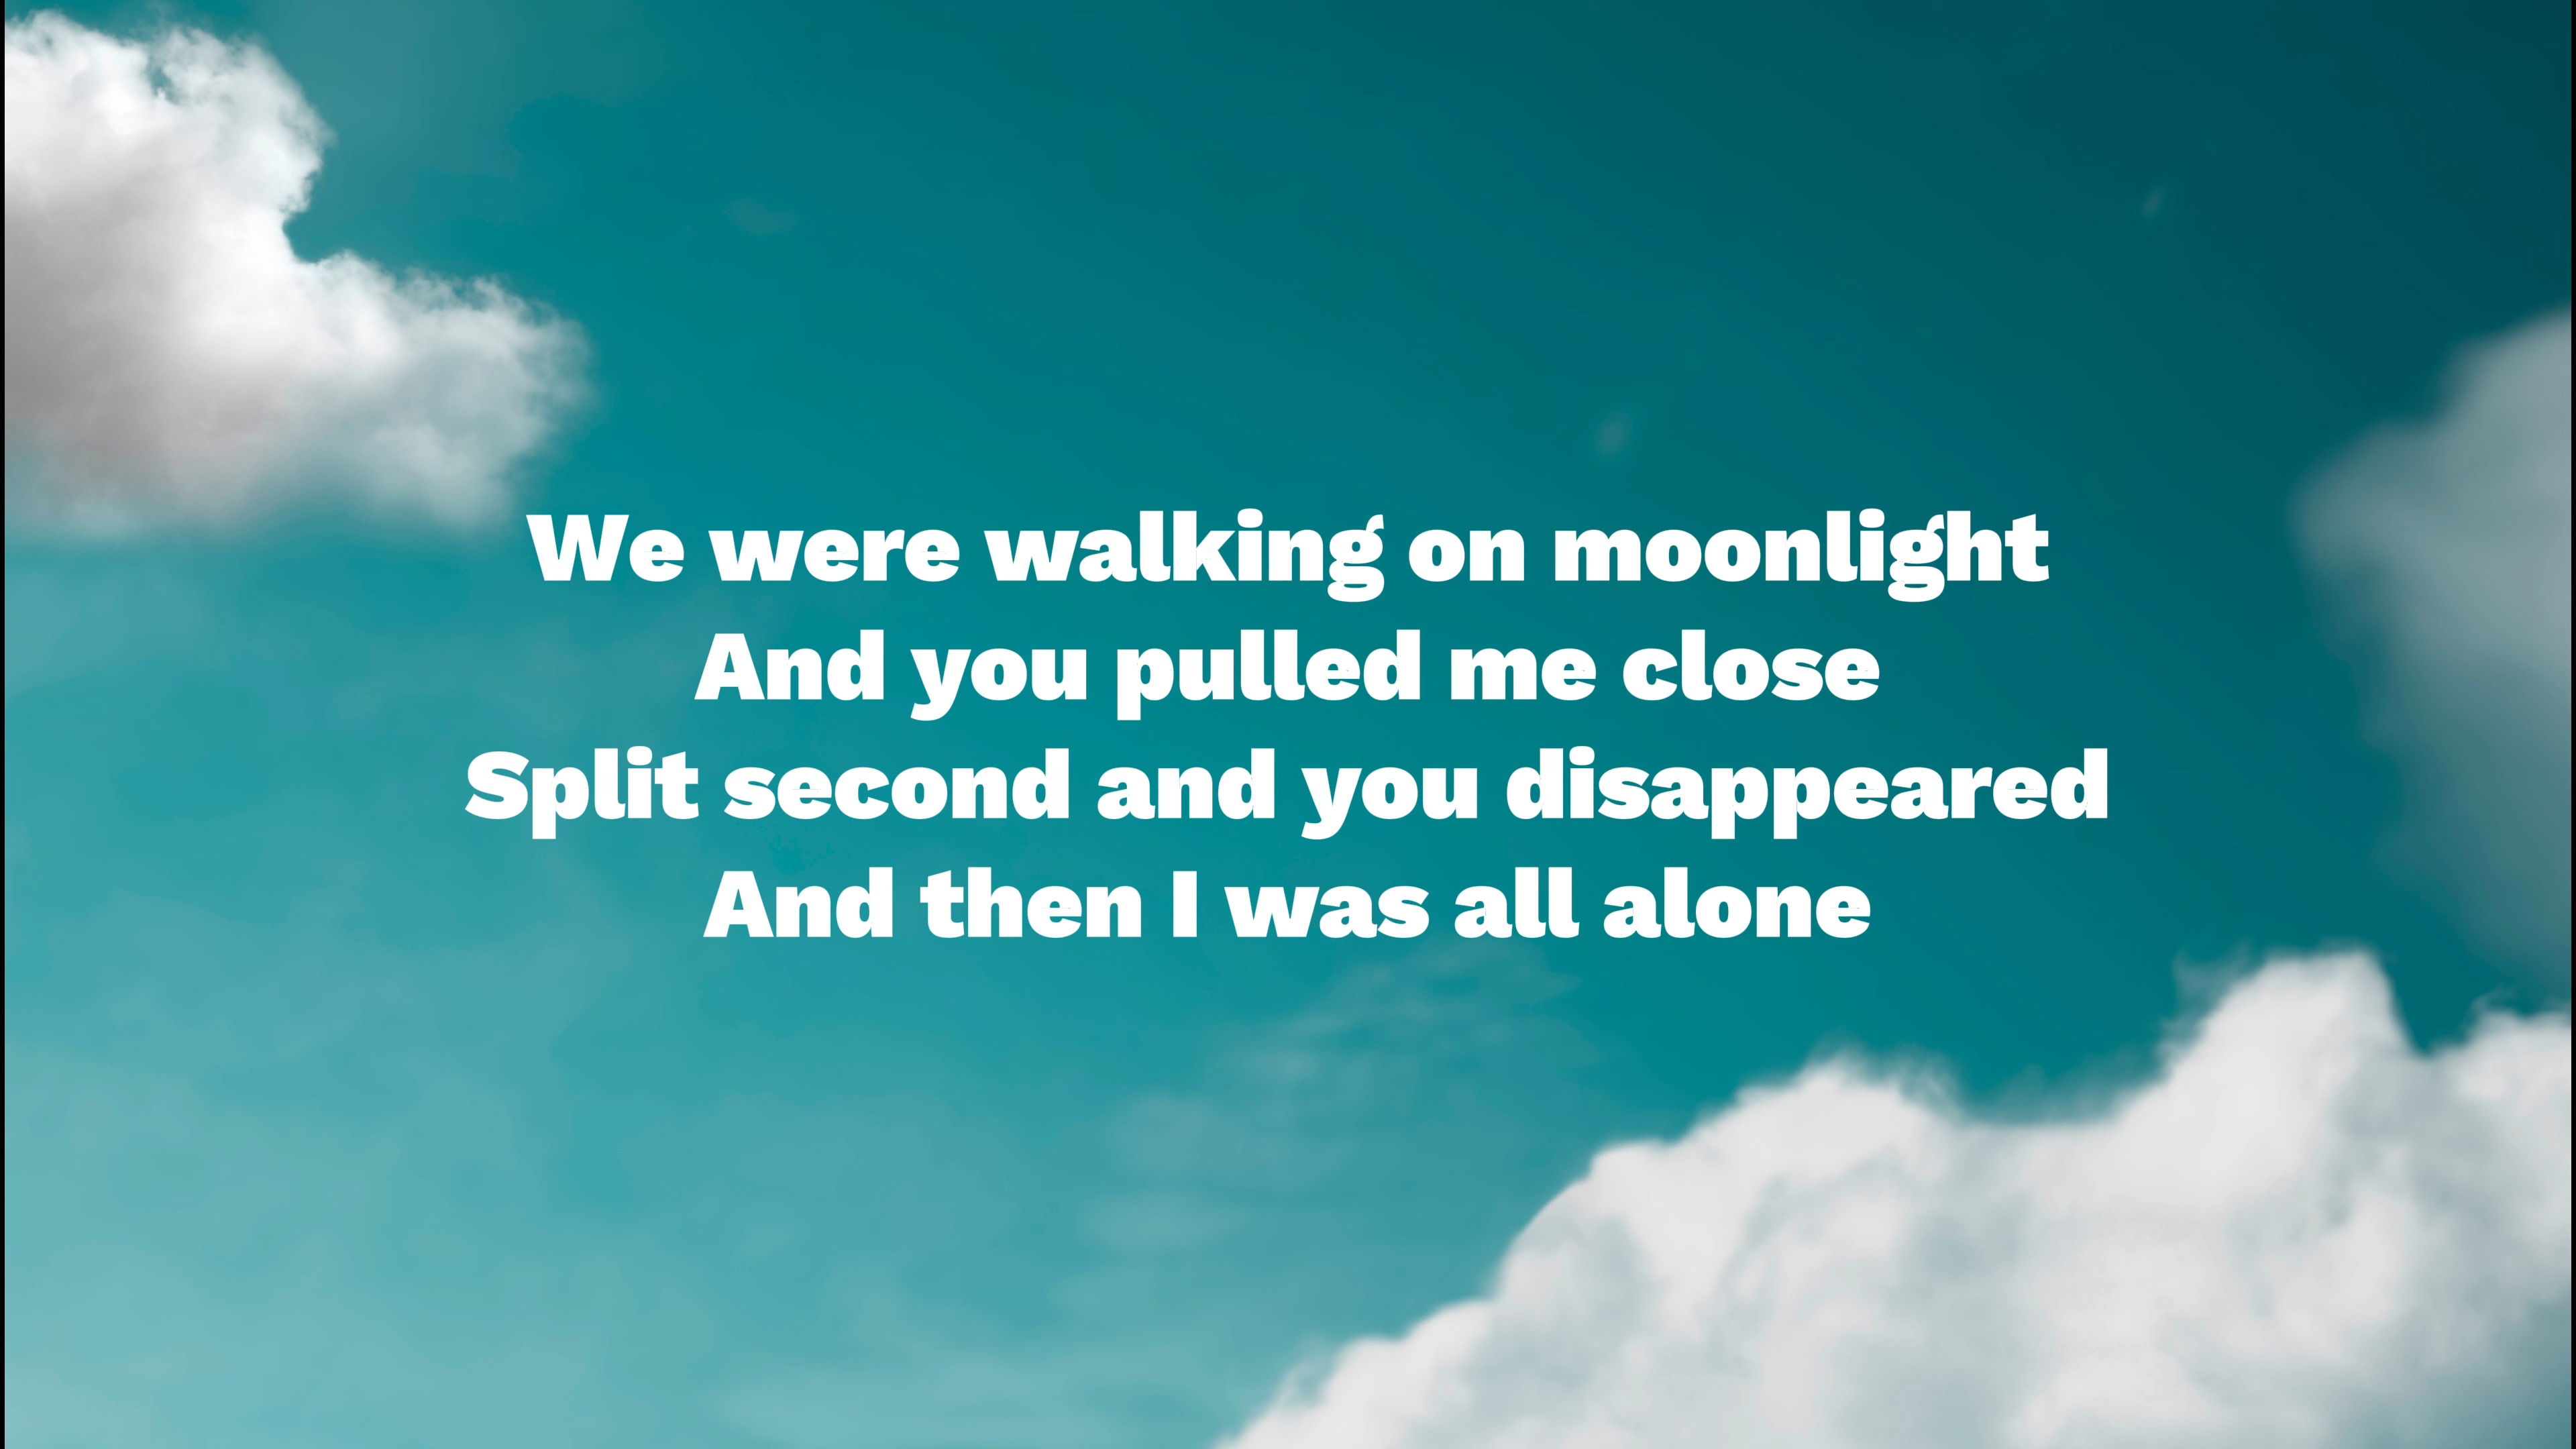 We were walking on moonlight
And you pulled me close
Split second and you disappeared
And then I was all alone